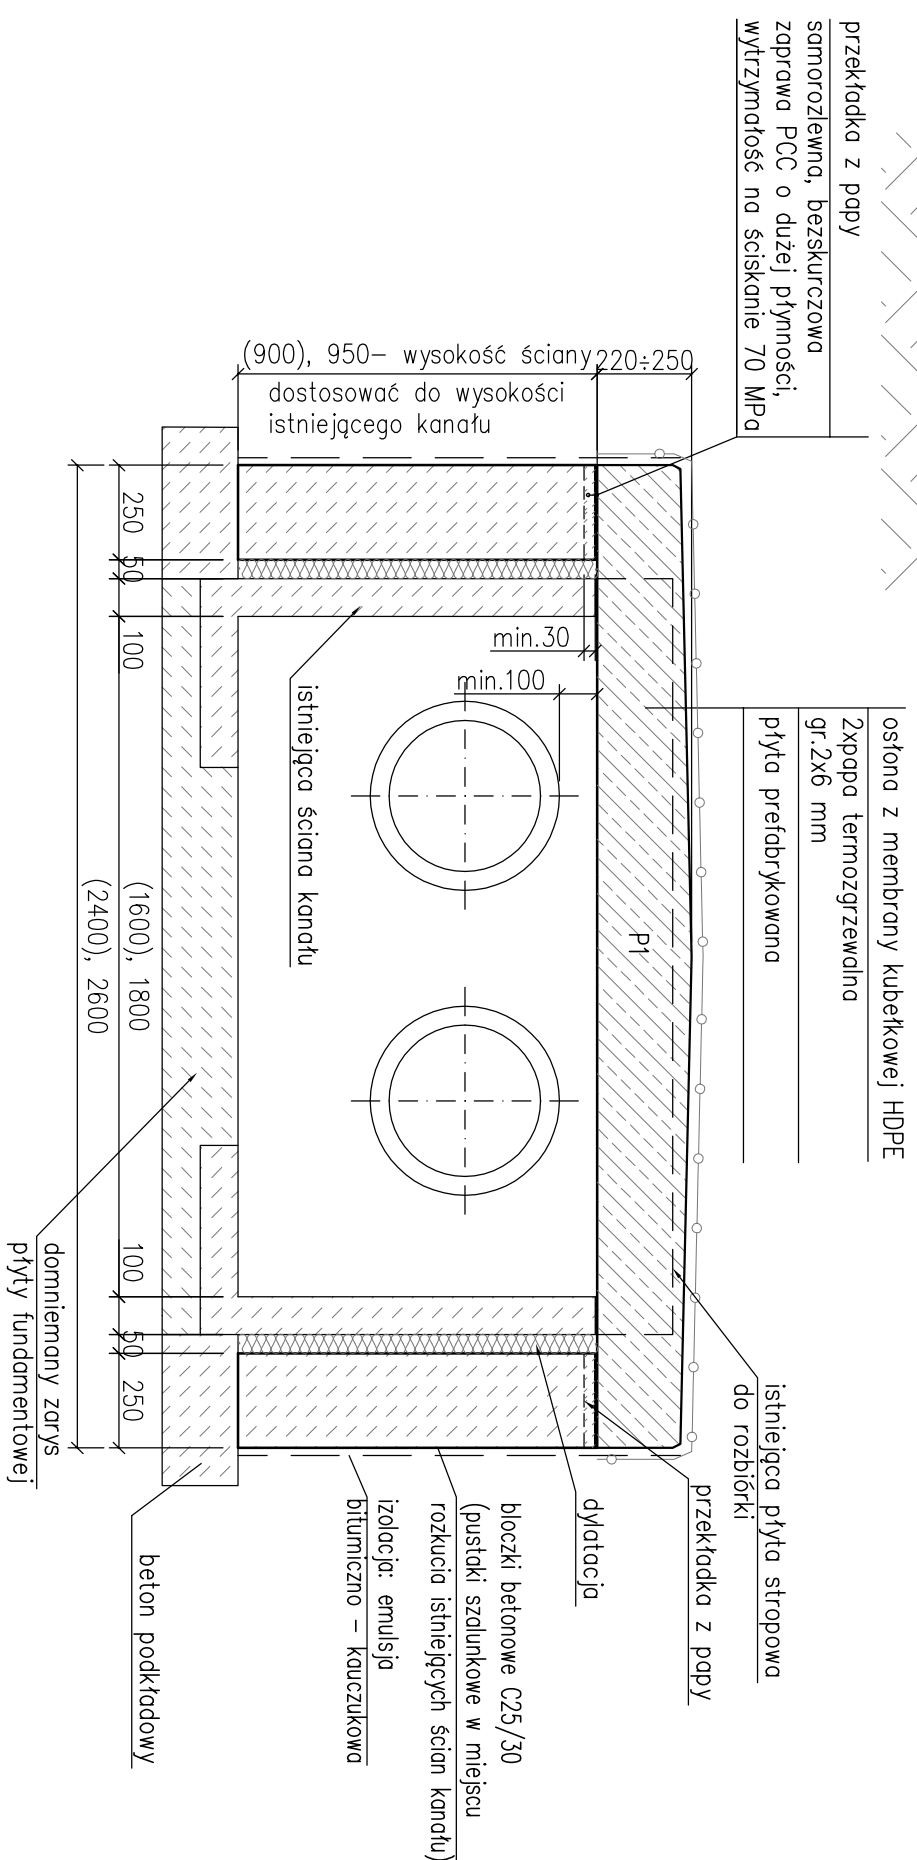 przekładka z papy
samorozlewna, bezskurczowa
zaprawa PCC o dużej płynności,
wytrzymałość na ściskanie 70 MPa
osłona z membrany kubełkowej HDPE
2xpapa termozgrzewalna
gr.2x6 mm
płyta prefabrykowana
istniejąca płyta stropowa
do rozbiórki
przekładka z papy
dylatacja
bloczki betonowe C25/30
(pustaki szalunkowe w miejscu
rozkucia istniejących ścian kanału)
izolacja: emulsja
bitumiczno – kauczukowa
beton podkładowy
(900), 950– wysokość ściany
dostosować do wysokości
istniejącego kanału
220÷250
min.30
min.100
P1
istniejąca ściana kanału
250
50
100
(1600), 1800
100
50
250
(2400), 2600
domniemany zarys
płyty fundamentowej